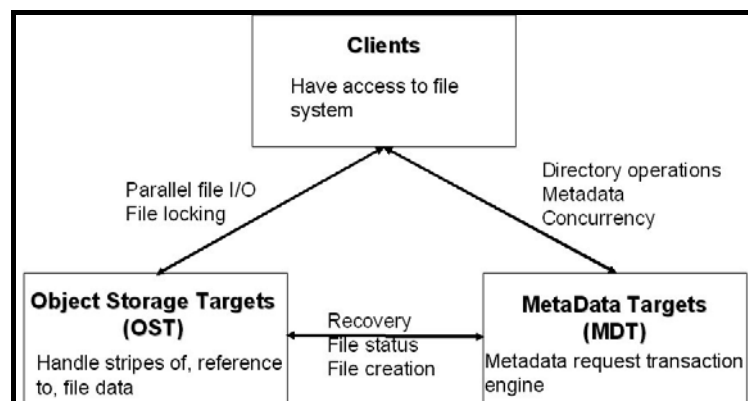 Clients
Have access to file
system
Parallel file I/O
File locking
Directory operations
Metadata
Concurrency
Object Storage Targets
(OST)
Handle stripes of, reference
to, file data
Recovery
File status
File creation
MetaData Targets
(MDT)
Metadata request transaction
engine